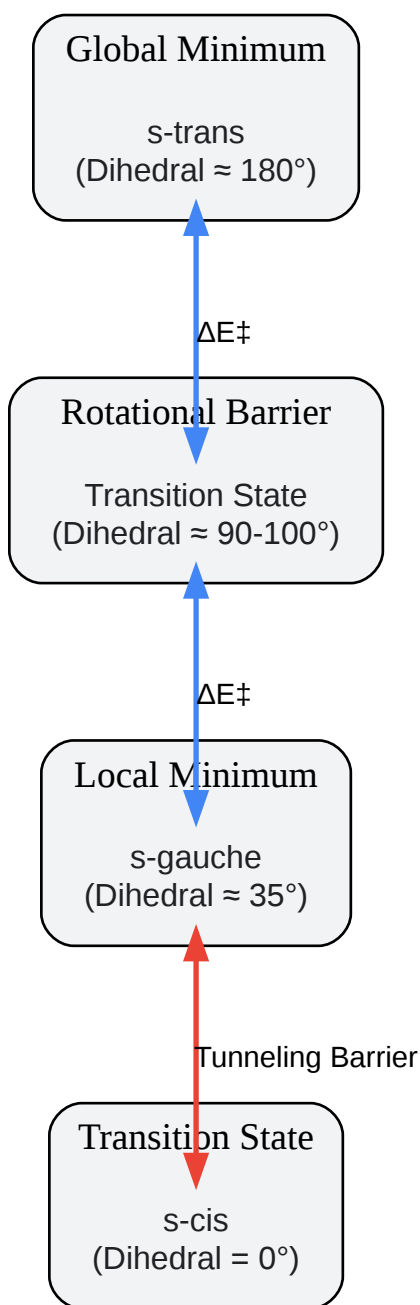 Global Minimum
s-trans
(Dihedral ≈ 180°)
ΔE‡
Rotational Barrier
Transition State
(Dihedral ≈ 90-100°)
ΔE‡
Local Minimum
s-gauche
(Dihedral ≈ 35°)
Tunneling Barrier
Transition State
s-cis
(Dihedral = 0°)